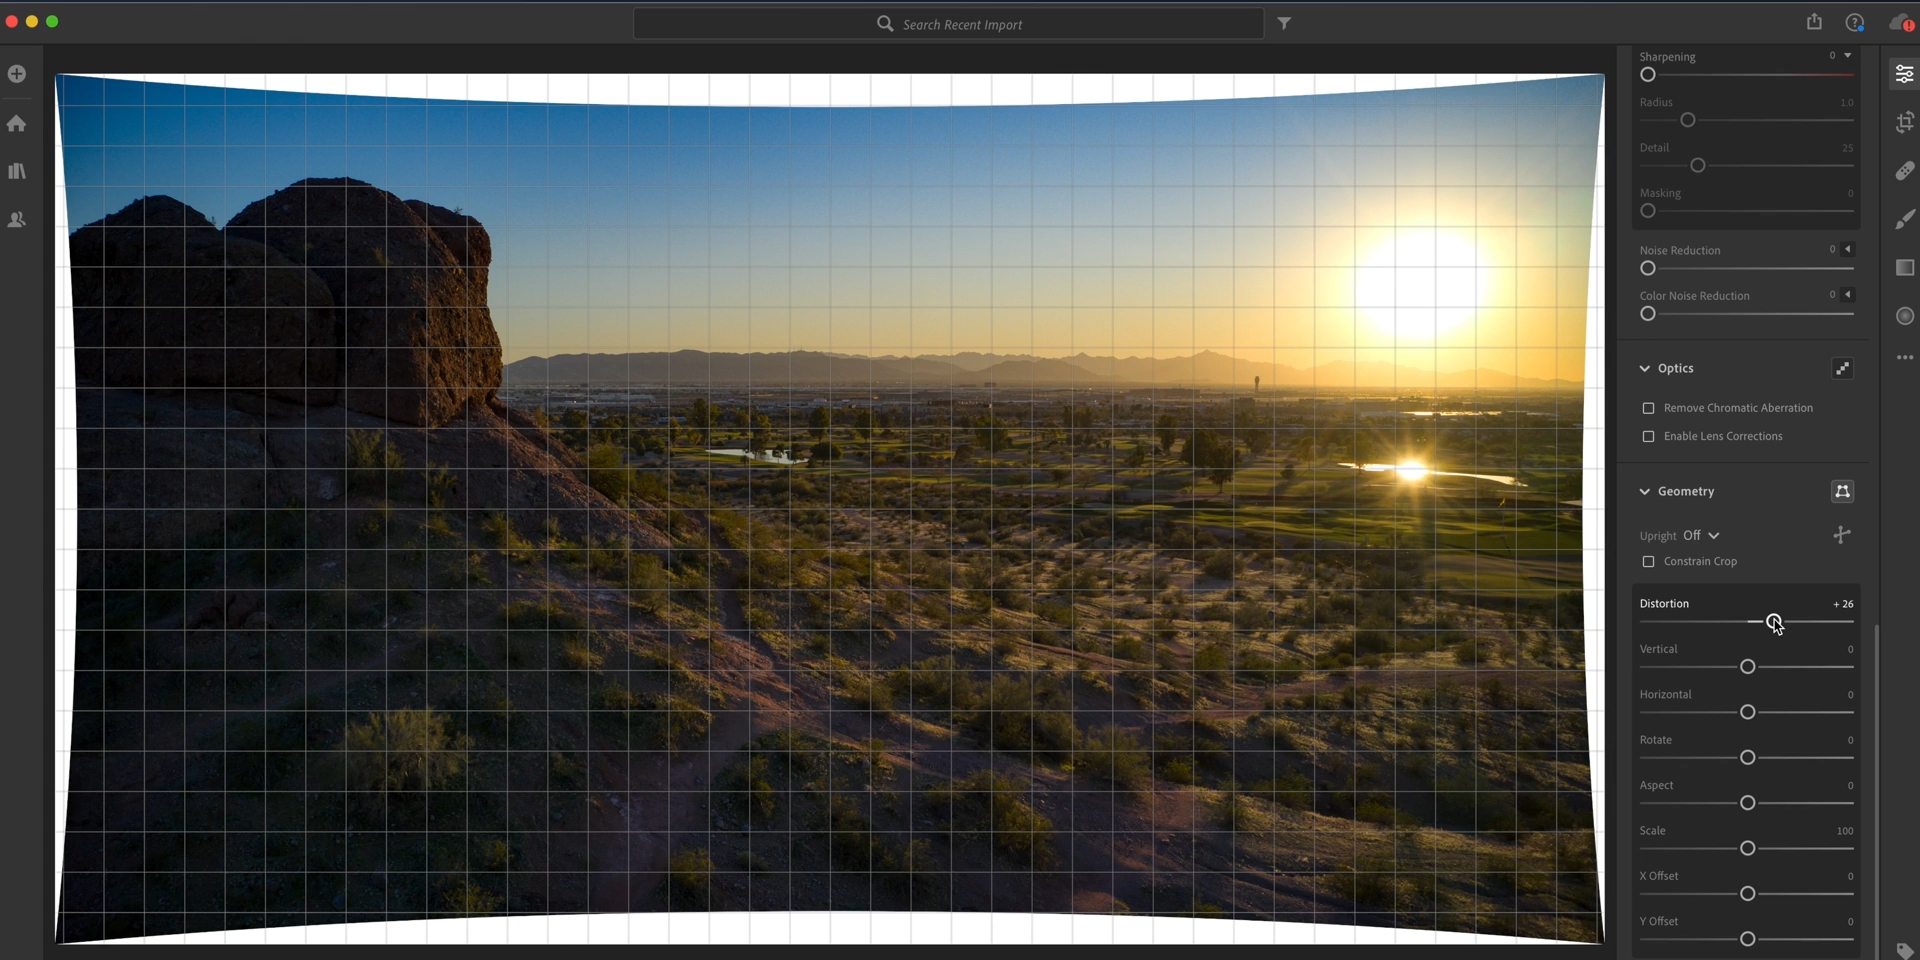 Search Recent Import
Sharpening 0
Radius 1.0
Detail 25
Masking 0
Noise Reduction 0
Color Noise Reduction 0
Optics
Remove Chromatic Aberration
Enable Lens Corrections
Geometry
Upright Off
Constrain Crop
Distortion + 26
Vertical 0
Horizontal 0
Rotate 0
Aspect 0
Scale 100
X Offset 0
Y Offset 0